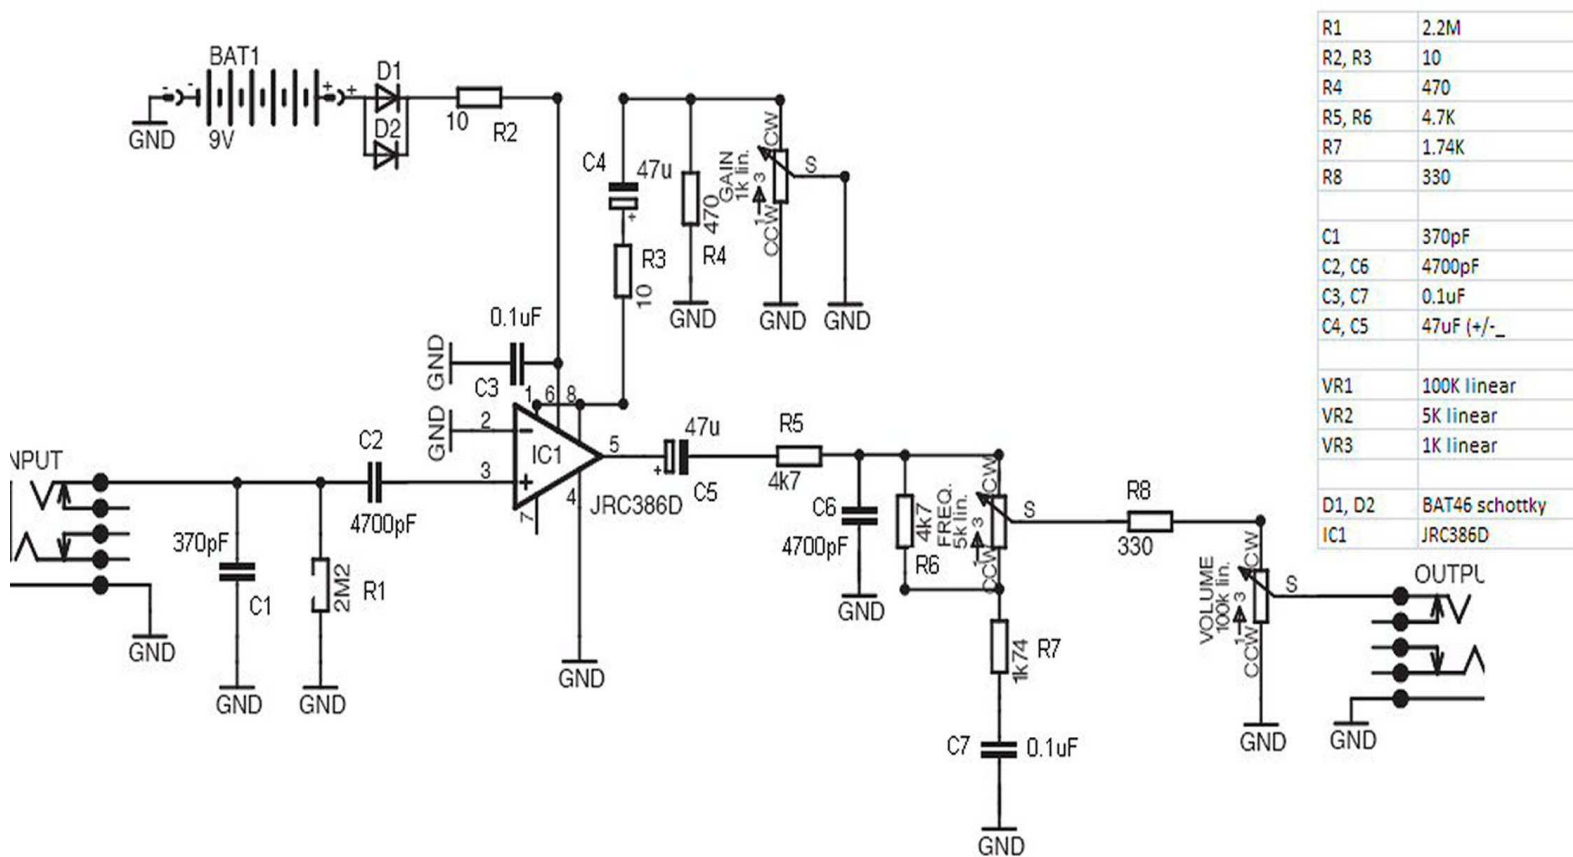 BAT1
- - + +
GND
9V
D1
D2
10
R2
C4
47u
+
R3
10
470
R4
GND
GAIN
1k lin.
CW
CCW
1 3
S
GND
GND
0.1uF
GND
C3
1 6 8
GND
2
-
3
+
IC1
5
4
7
JRC386D
GND
NPUT
C2
4700pF
370pF
C1
GND
2M2
R1
GND
GND
47u
+
C5
R5
4k7
C6
4700pF
GND
4k7
R6
FREQ.
5k lin.
CW
CCW
1 3
S
R7
1k74
C7
0.1uF
GND
R8
330
VOLUME
100k lin.
CW
CCW
1 3
S
GND
OUTPU
GND
R1 2.2M
R2, R3 10
R4 470
R5, R6 4.7K
R7 1.74K
R8 330
C1 370pF
C2, C6 4700pF
C3, C7 0.1uF
C4, C5 47uF (+/-_
VR1 100K linear
VR2 5K linear
VR3 1K linear
D1, D2 BAT46 schottky
IC1 JRC386D